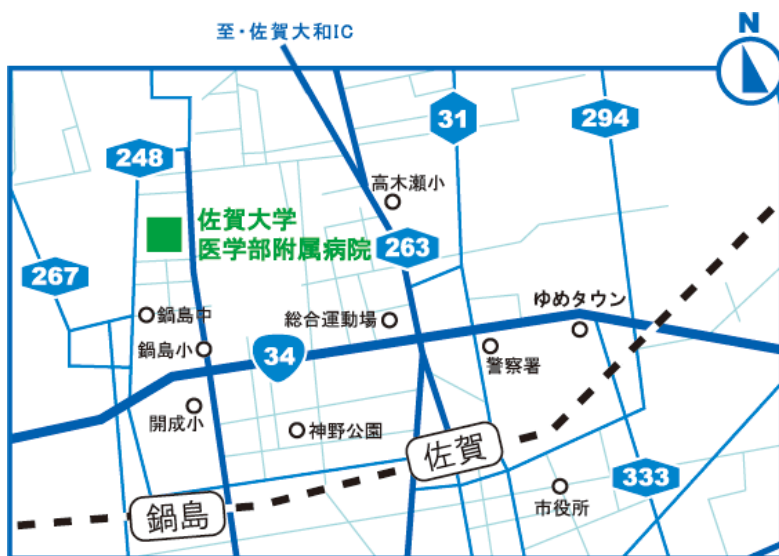 至・佐賀大和IC
N
31
294
248
高木瀬小
佐賀大学
医学部附属病院
263
267
ゆめタウン
鍋島中
総合運動場
鍋島小
34
警察署
開成小
神野公園
佐賀
333
市役所
鍋島